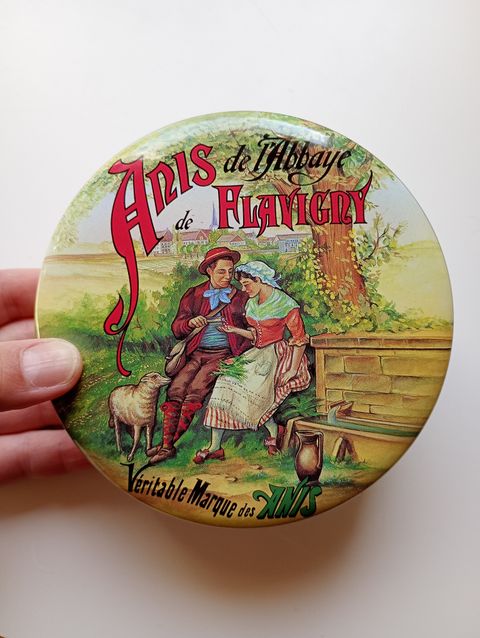 Anis de l'Abbaye
de Flavigny
Véritable Marque des Anis